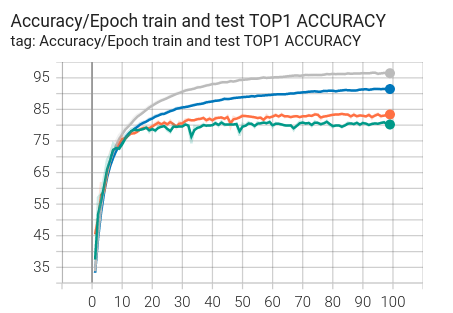 Accuracy/Epoch train and test TOP1 ACCURACY
tag: Accuracy/Epoch train and test TOP1 ACCURACY
95
85
75
65
55
45
35
0 10 20 30 40 50 60 70 80 90 100